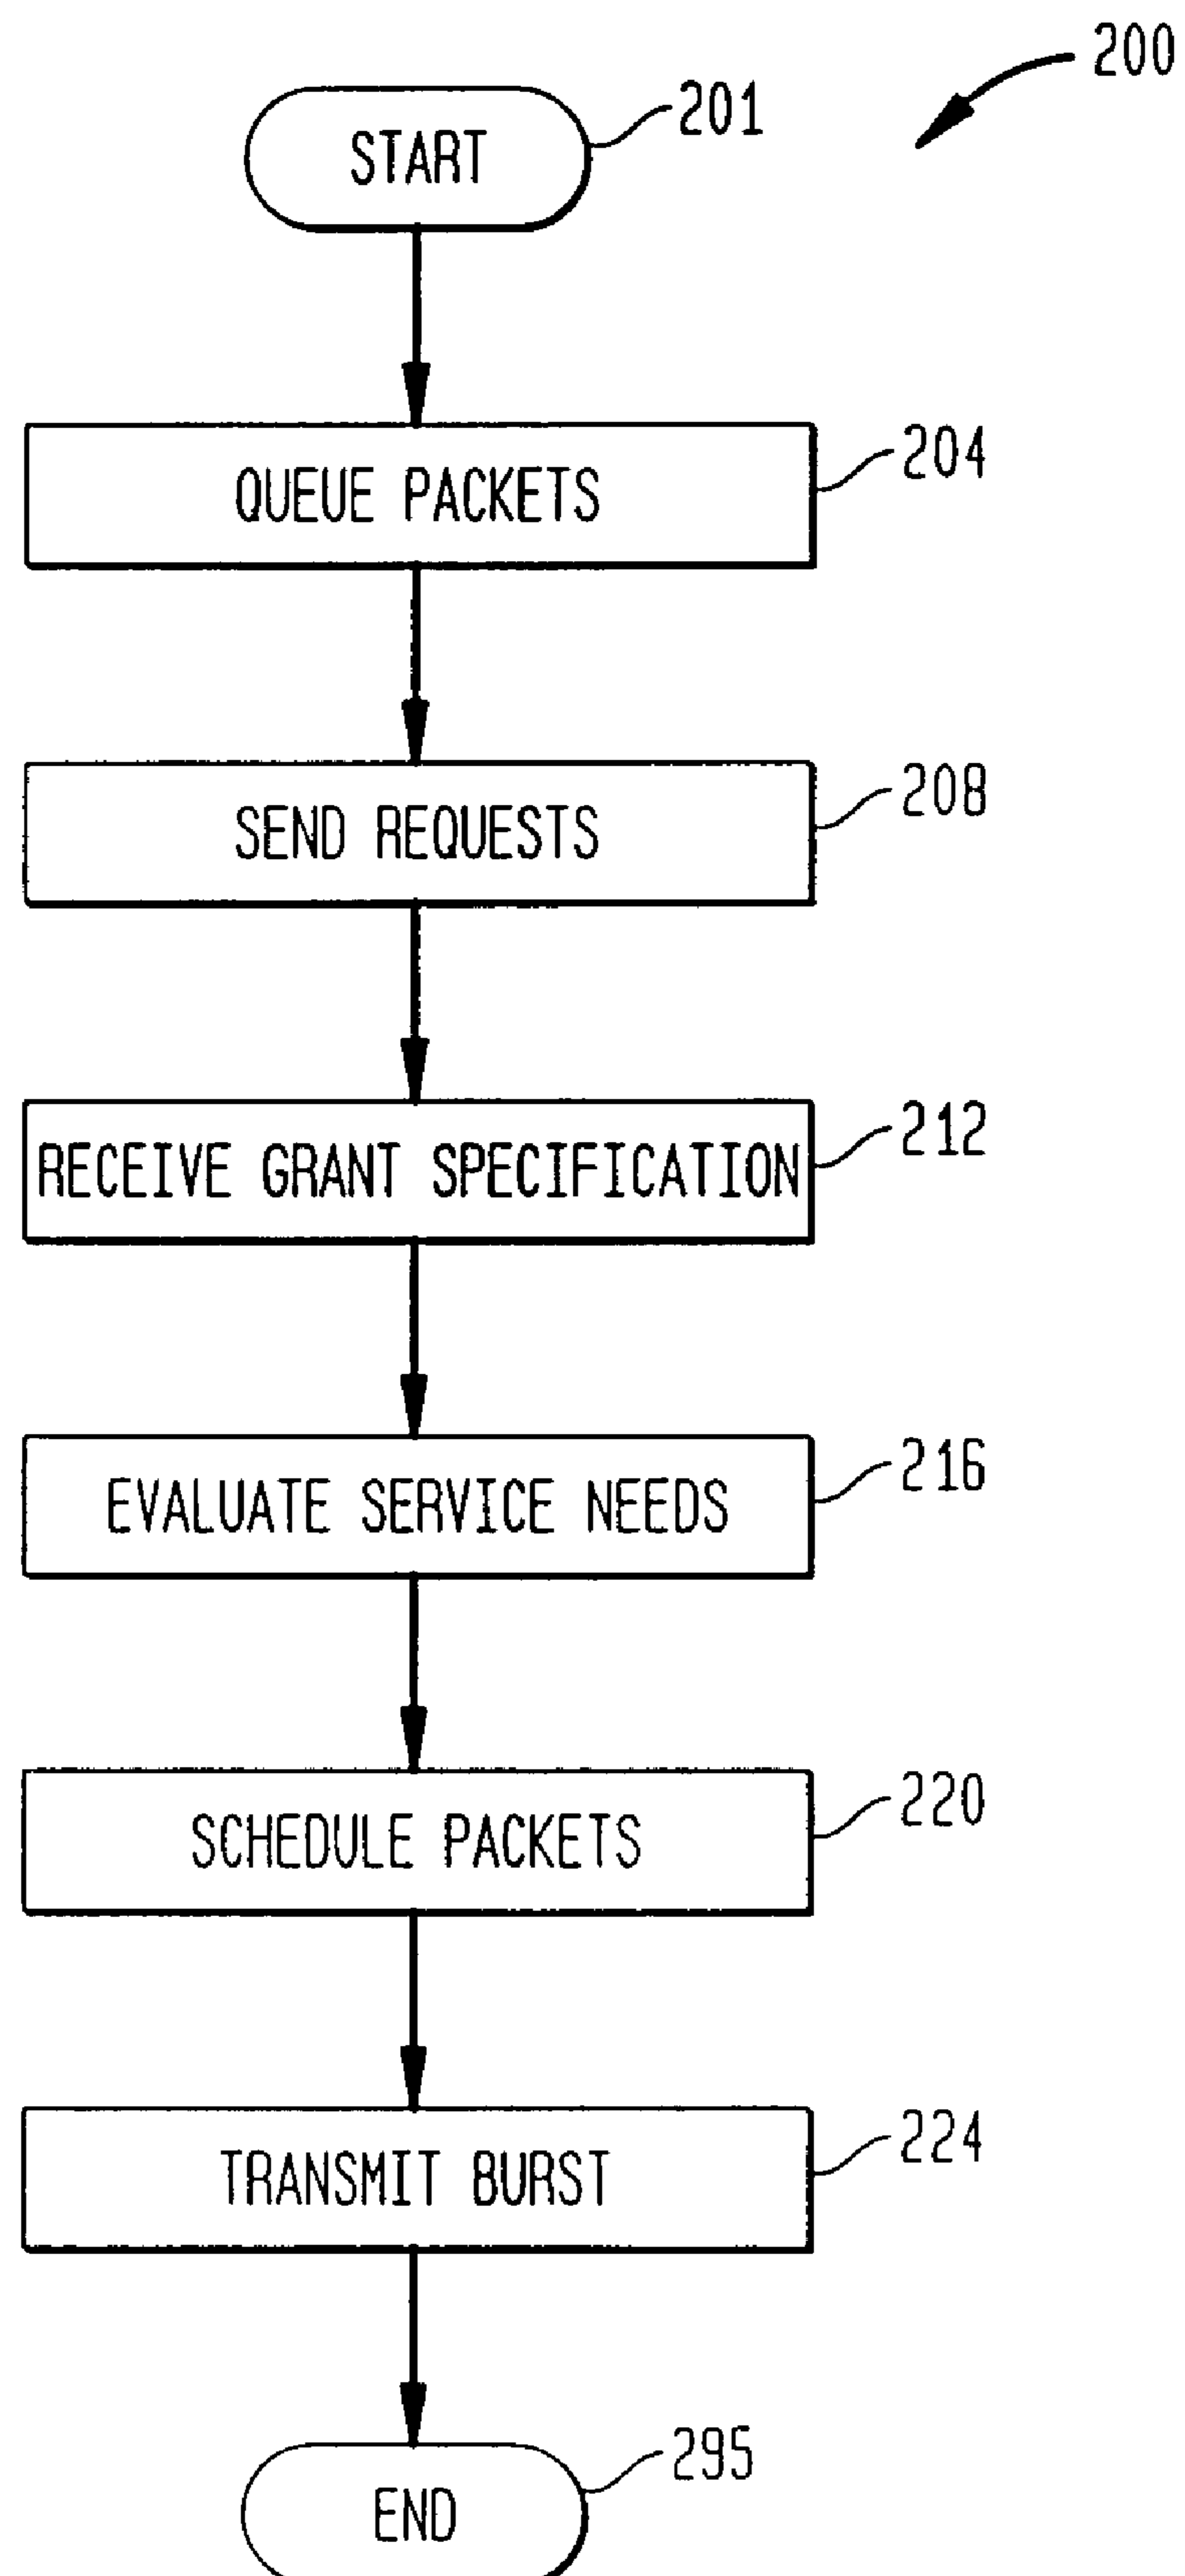 200
201
START
204
QUEUE PACKETS
208
SEND REQUESTS
212
RECEIVE GRANT SPECIFICATION
216
EVALUATE SERVICE NEEDS
220
SCHEDULE PACKETS
224
TRANSMIT BURST
295
END